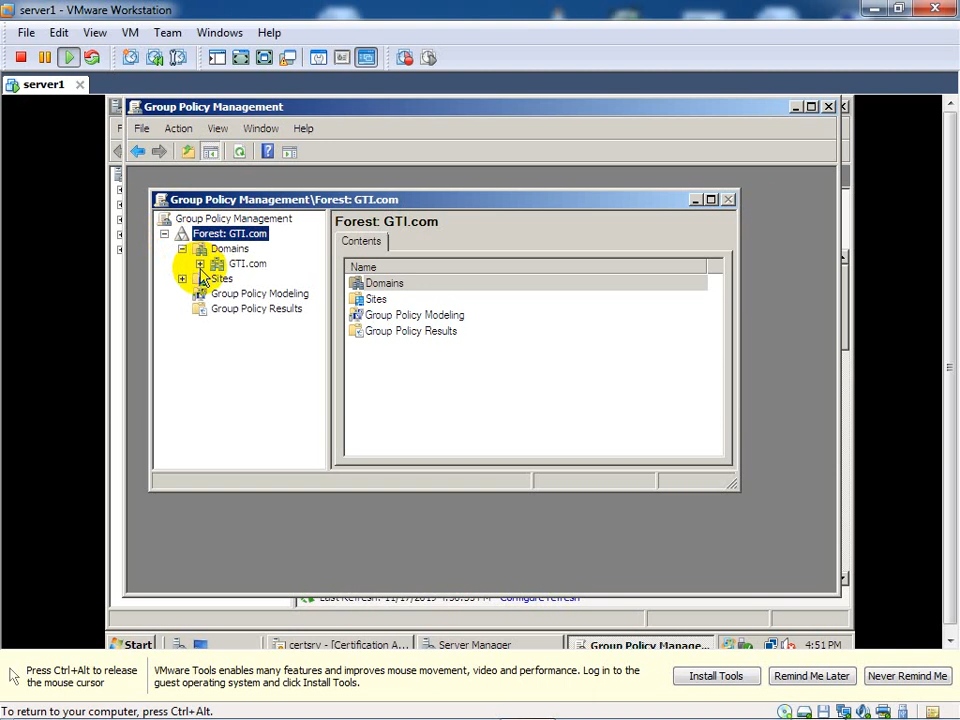 server1 - VMware Workstation
File Edit View VM Team Windows Help
server1
Group Policy Management
File Action View Window Help
Group Policy Management\Forest: GTI.com
Group Policy Management
Forest: GTI.com
Domains
GTI.com
Sites
Group Policy Modeling
Group Policy Results
Forest: GTI.com
Contents
Name
Domains
Sites
Group Policy Modeling
Group Policy Results
Configure refresh
Start
certsrv - [Certification A...
Server Manager
Group Policy Manage...
4:51 PM
Press Ctrl+Alt to release
the mouse cursor
VMware Tools enables many features and improves mouse movement, video and performance. Log in to the
guest operating system and click Install Tools.
Install Tools
Remind Me Later
Never Remind Me
To return to your computer, press Ctrl+Alt.